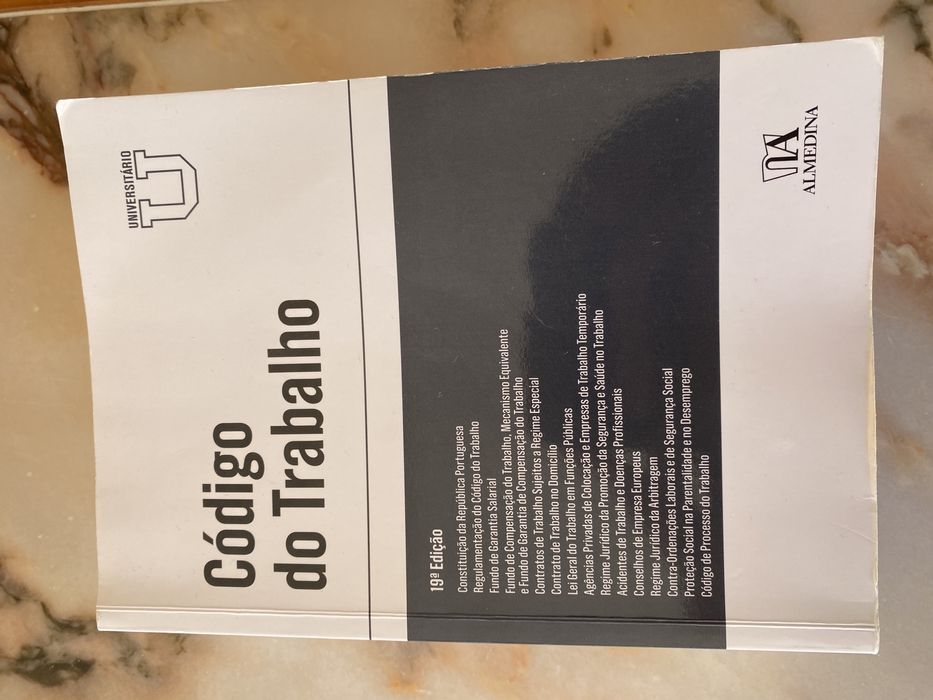 UNIVERSITÁRIO
U
Código
do Trabalho
19ª Edição
Constituição da República Portuguesa
Regulamentação do Código do Trabalho
Fundo de Garantia Salarial
Fundo de Compensação do Trabalho, Mecanismo Equivalente
e Fundo de Garantia de Compensação do Trabalho
Contratos de Trabalho Sujeitos a Regime Especial
Contrato de Trabalho no Domicílio
Lei Geral do Trabalho em Funções Públicas
Agências Privadas de Colocação e Empresas de Trabalho Temporário
Regime Jurídico da Promoção da Segurança e Saúde no Trabalho
Acidentes de Trabalho e Doenças Profissionais
Conselhos de Empresa Europeus
Regime Jurídico da Arbitragem
Contra-Ordenações Laborais e de Segurança Social
Proteção Social na Parentalidade e no Desemprego
Código de Processo do Trabalho
A
ALMEDINA